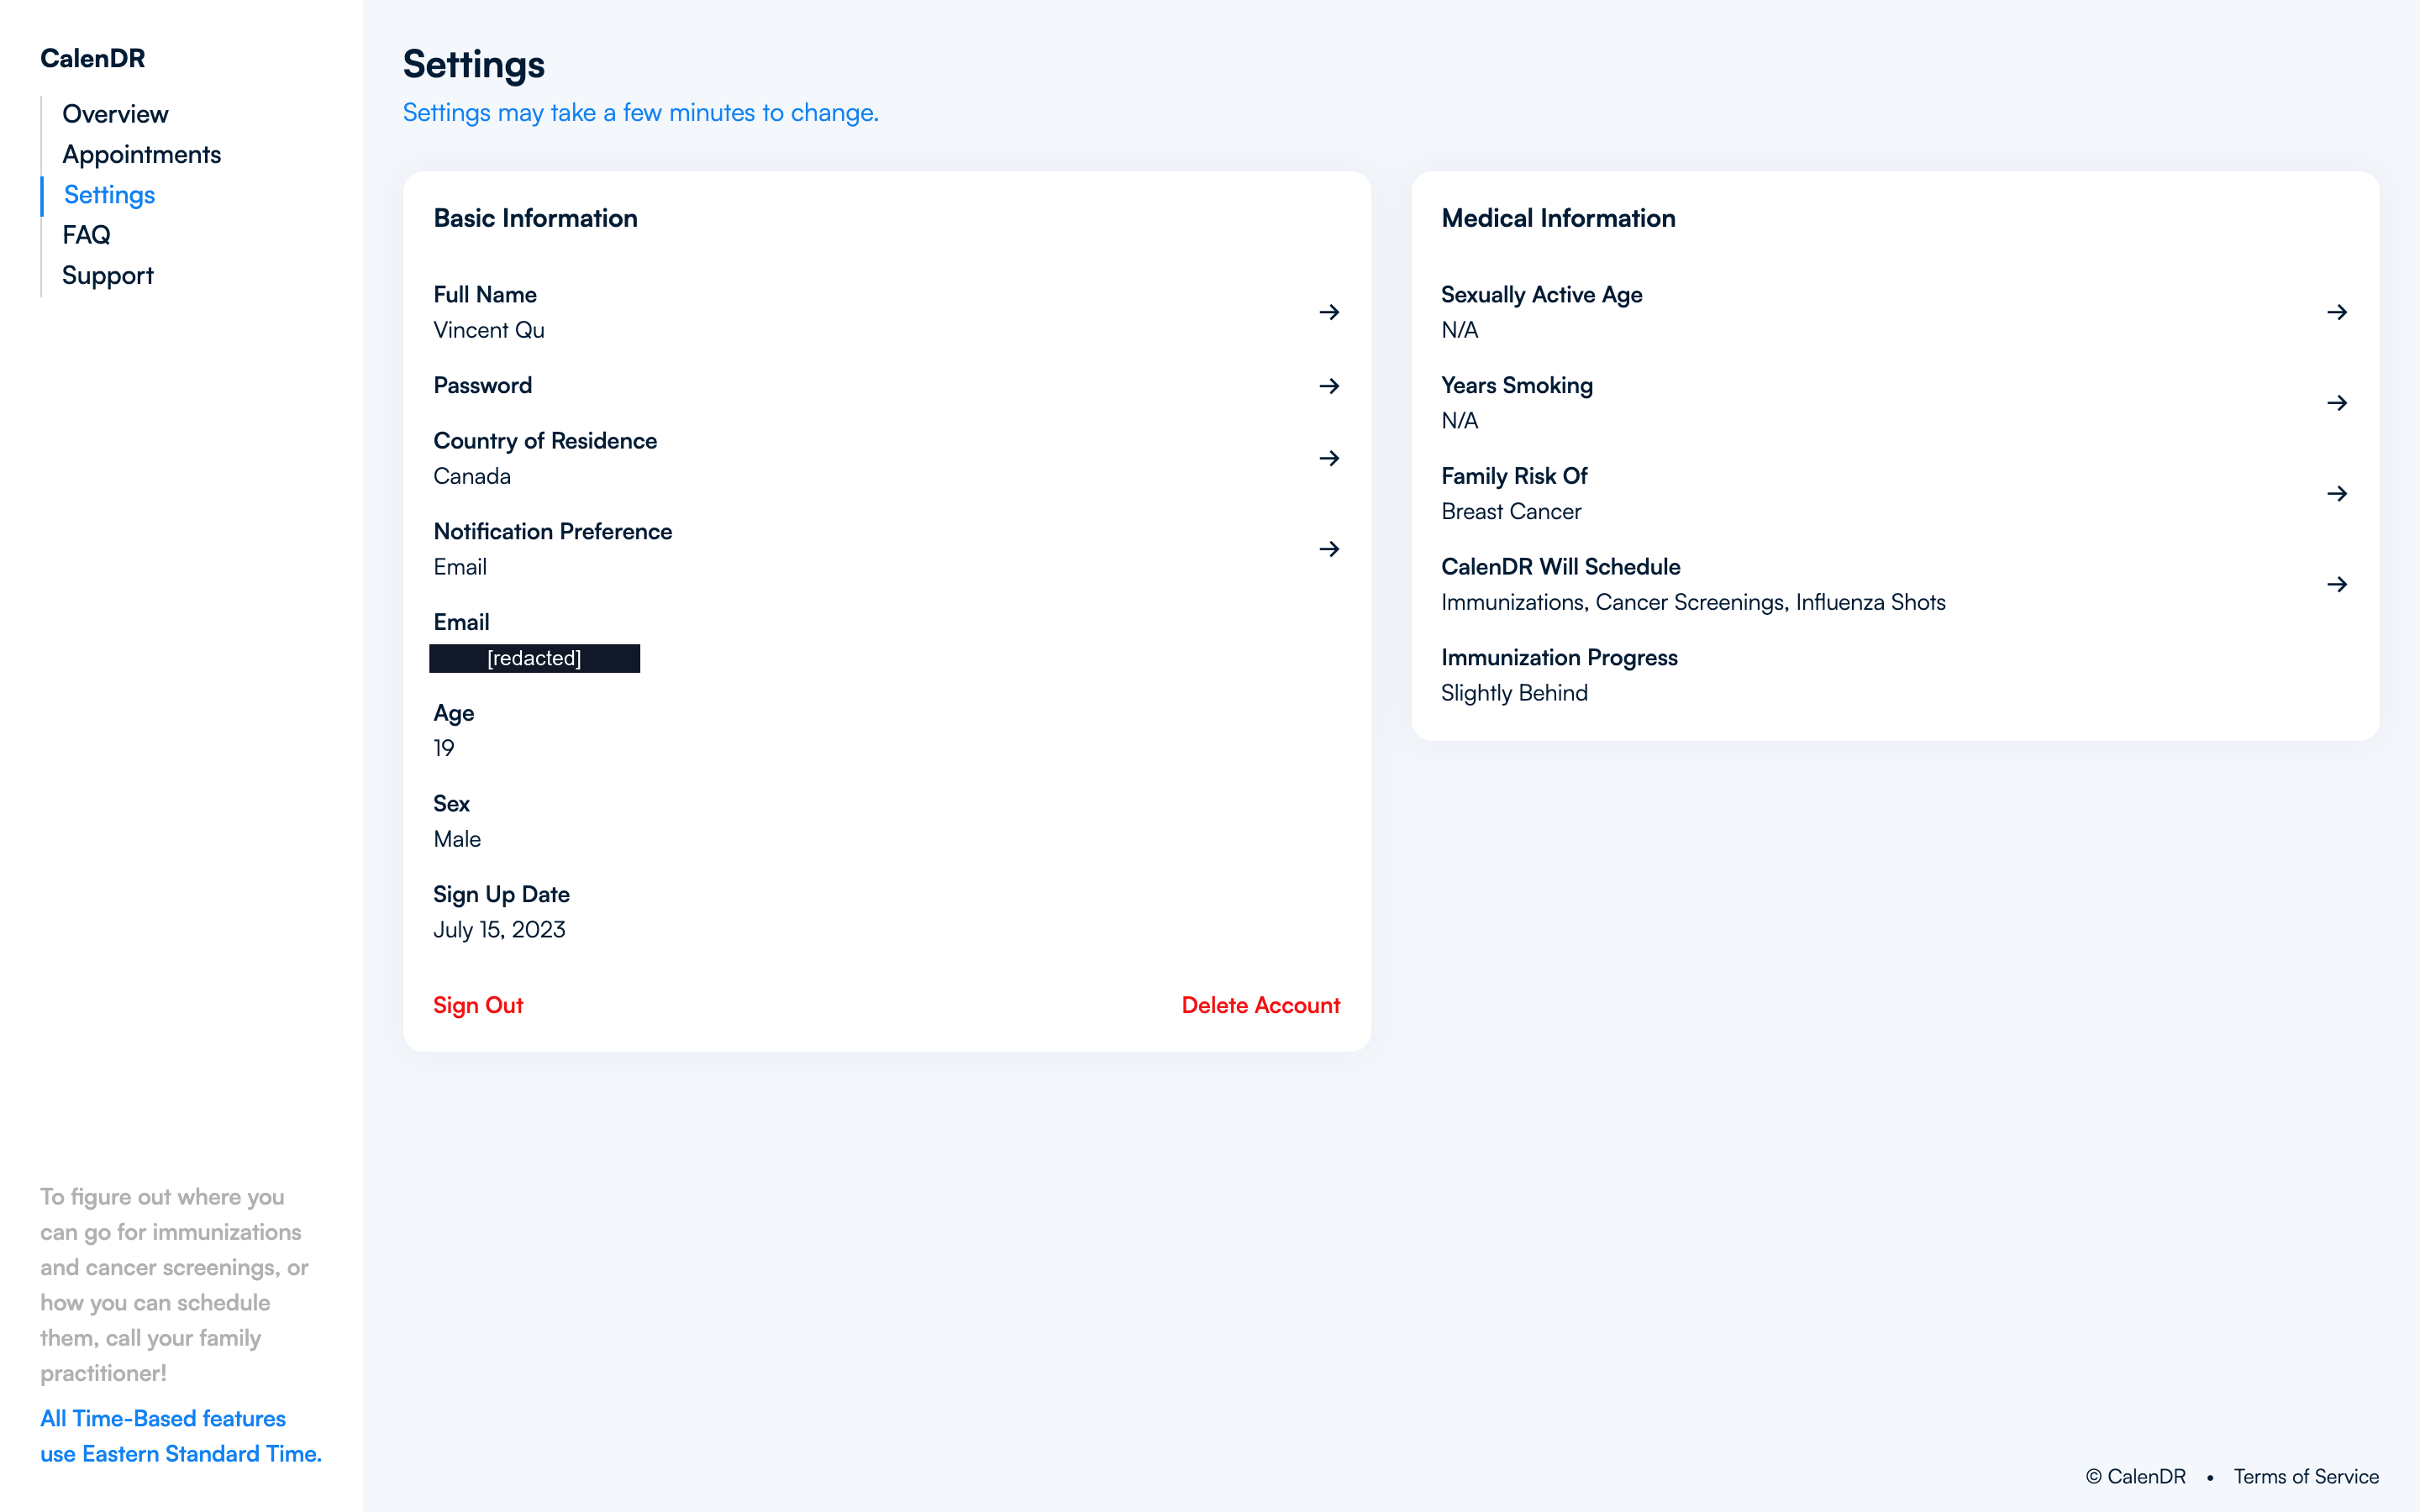 CalenDR
Overview
Appointments
Settings
FAQ
Support
To figure out where you
can go for immunizations
and cancer screenings, or
how you can schedule
them, call your family
practitioner!
All Time-Based features
use Eastern Standard Time.
Settings
Settings may take a few minutes to change.
Basic Information
Full Name
Vincent Qu
Password
Country of Residence
Canada
Notification Preference
Email
Email
[redacted]
Age
19
Sex
Male
Sign Up Date
July 15, 2023
Sign Out
Delete Account
Medical Information
Sexually Active Age
N/A
Years Smoking
N/A
Family Risk Of
Breast Cancer
CalenDR Will Schedule
Immunizations, Cancer Screenings, Influenza Shots
Immunization Progress
Slightly Behind
© CalenDR • Terms of Service